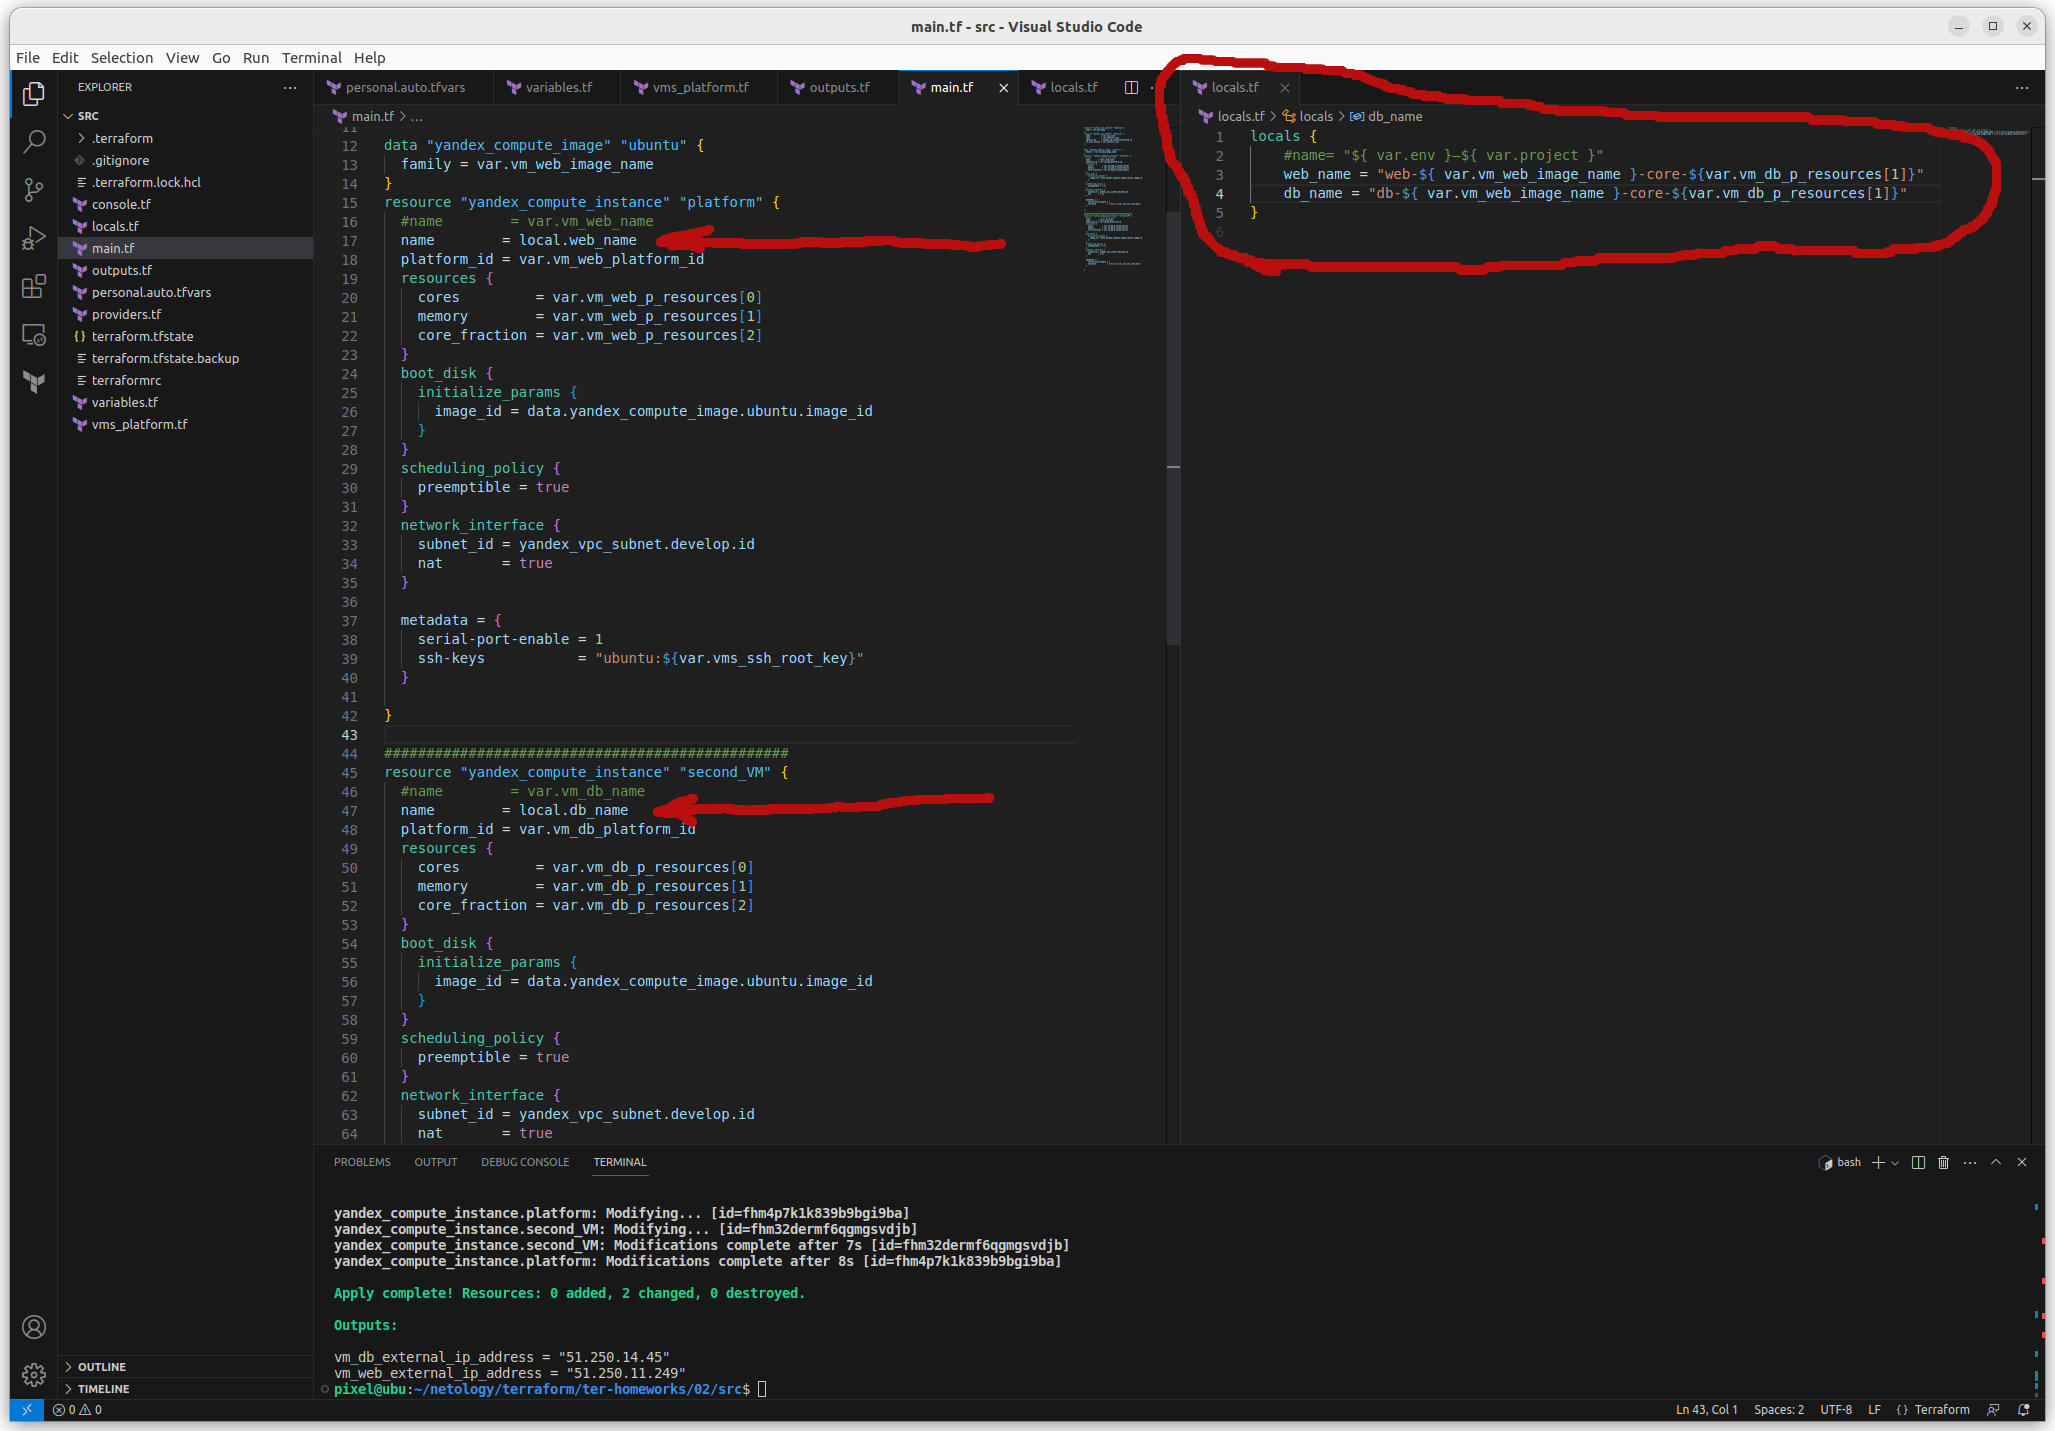 main.tf - src - Visual Studio Code
File Edit Selection View Go Run Terminal Help
EXPLORER
SRC
.terraform
.gitignore
.terraform.lock.hcl
console.tf
locals.tf
main.tf
outputs.tf
personal.auto.tfvars
providers.tf
terraform.tfstate
terraform.tfstate.backup
terraformrc
variables.tf
vms_platform.tf
OUTLINE
TIMELINE
personal.auto.tfvars variables.tf vms_platform.tf outputs.tf main.tf locals.tf
main.tf > ...
11
12 data "yandex_compute_image" "ubuntu" {
13 family = var.vm_web_image_name
14 }
15 resource "yandex_compute_instance" "platform" {
16 #name = var.vm_web_name
17 name = local.web_name
18 platform_id = var.vm_web_platform_id
19 resources {
20 cores = var.vm_web_p_resources[0]
21 memory = var.vm_web_p_resources[1]
22 core_fraction = var.vm_web_p_resources[2]
23 }
24 boot_disk {
25 initialize_params {
26 image_id = data.yandex_compute_image.ubuntu.image_id
27 }
28 }
29 scheduling_policy {
30 preemptible = true
31 }
32 network_interface {
33 subnet_id = yandex_vpc_subnet.develop.id
34 nat = true
35 }
36
37 metadata = {
38 serial-port-enable = 1
39 ssh-keys = "ubuntu:${var.vms_ssh_root_key}"
40 }
41
42 }
43
44 ################################################
45 resource "yandex_compute_instance" "second_VM" {
46 #name = var.vm_db_name
47 name = local.db_name
48 platform_id = var.vm_db_platform_id
49 resources {
50 cores = var.vm_db_p_resources[0]
51 memory = var.vm_db_p_resources[1]
52 core_fraction = var.vm_db_p_resources[2]
53 }
54 boot_disk {
55 initialize_params {
56 image_id = data.yandex_compute_image.ubuntu.image_id
57 }
58 }
59 scheduling_policy {
60 preemptible = true
61 }
62 network_interface {
63 subnet_id = yandex_vpc_subnet.develop.id
64 nat = true
locals.tf
locals.tf > locals > db_name
1 locals {
2 #name= "${ var.env }–${ var.project }"
3 web_name = "web-${ var.vm_web_image_name }-core-${var.vm_db_p_resources[1]}"
4 db_name = "db-${ var.vm_web_image_name }-core-${var.vm_db_p_resources[1]}"
5 }
6
PROBLEMS OUTPUT DEBUG CONSOLE TERMINAL
bash
yandex_compute_instance.platform: Modifying... [id=fhm4p7k1k839b9bgi9ba]
yandex_compute_instance.second_VM: Modifying... [id=fhm32dermf6qgmgsvdjb]
yandex_compute_instance.second_VM: Modifications complete after 7s [id=fhm32dermf6qgmgsvdjb]
yandex_compute_instance.platform: Modifications complete after 8s [id=fhm4p7k1k839b9bgi9ba]
Apply complete! Resources: 0 added, 2 changed, 0 destroyed.
Outputs:
vm_db_external_ip_address = "51.250.14.45"
vm_web_external_ip_address = "51.250.11.249"
pixel@ubu:~/netology/terraform/ter-homeworks/02/src$
0 0
Ln 43, Col 1 Spaces: 2 UTF-8 LF {} Terraform